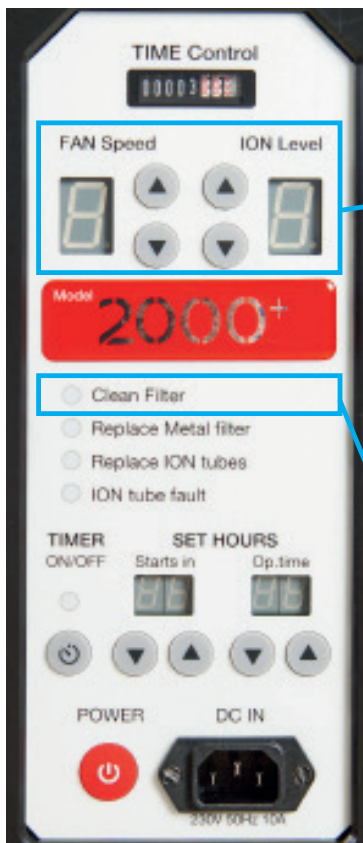 TIME Control
FAN Speed ION Level
Model
2000+
Clean Filter
Replace Metal filter
Replace ION tubes
ION tube fault
TIMER SET HOURS
ON/OFF Starts in Op.time
POWER DC IN
230V 50Hz 10A